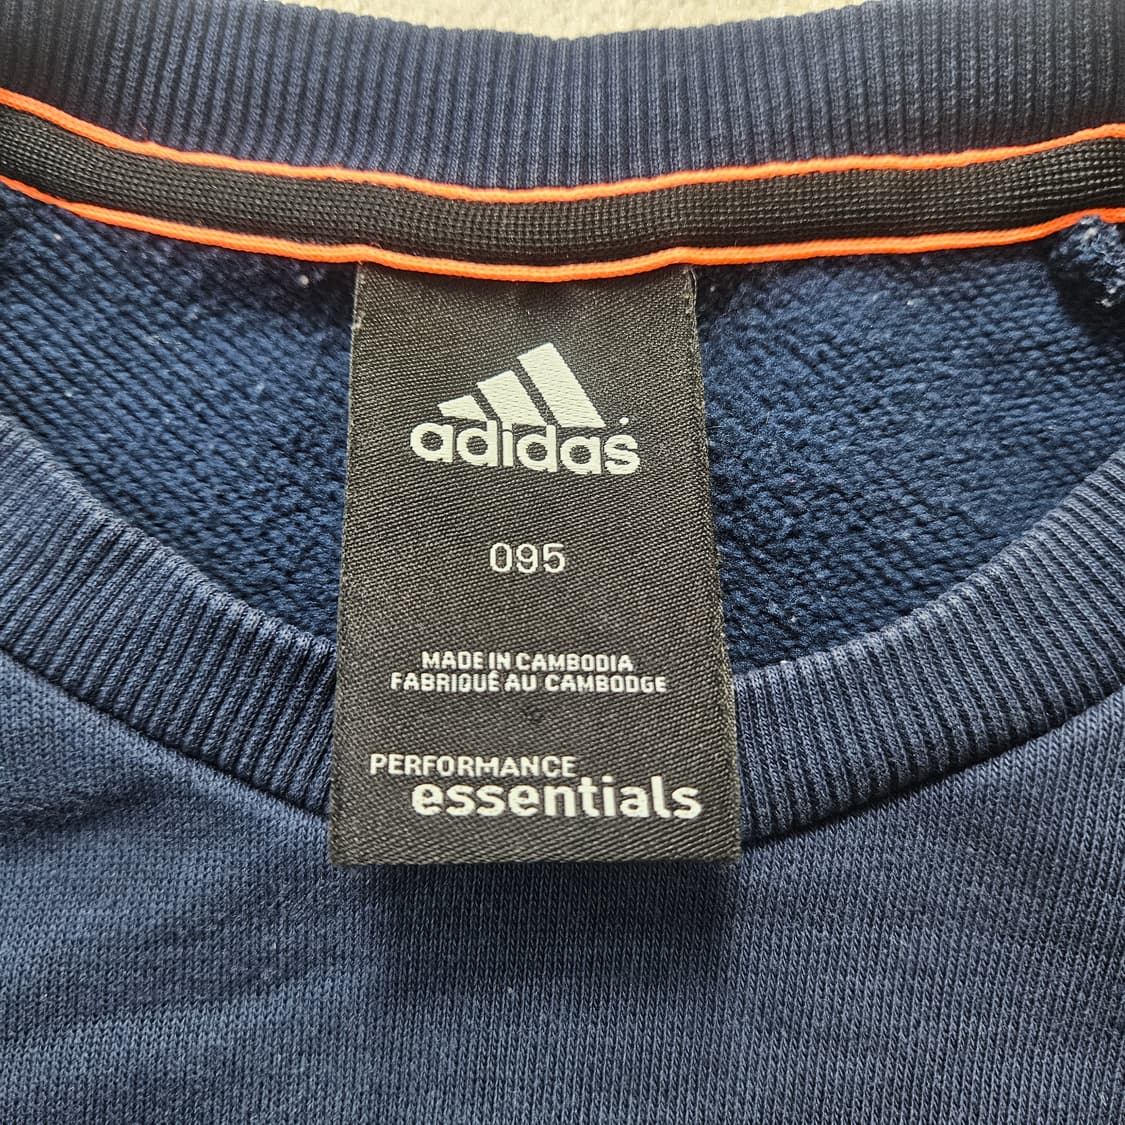 adidas
095
MADE IN CAMBODIA
FABRIQUÉ AU CAMBODGE
PERFORMANCE
essentials